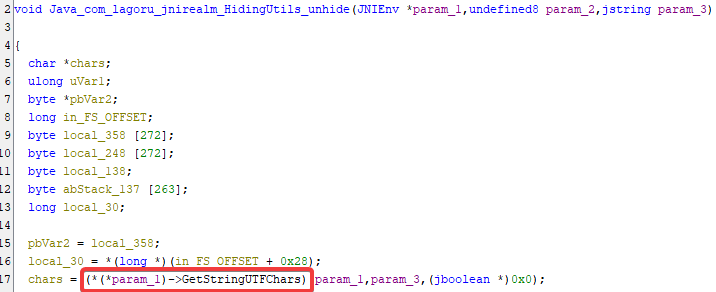 2 void Java_com_lagoru_jnirealm_HidingUtils_unhide(JNIEnv *param_1,undefined8 param_2,jstring param_3)
3
4 {
5 char *chars;
6 ulong uVar1;
7 byte *pbVar2;
8 long in_FS_OFFSET;
9 byte local_358 [272];
10 byte local_248 [272];
11 byte local_138;
12 byte abStack_137 [263];
13 long local_30;
14
15 pbVar2 = local_358;
16 local_30 = *(long *)(in_FS_OFFSET + 0x28);
17 chars = (*(*param_1)->GetStringUTFChars)(param_1,param_3,(jboolean *)0x0);